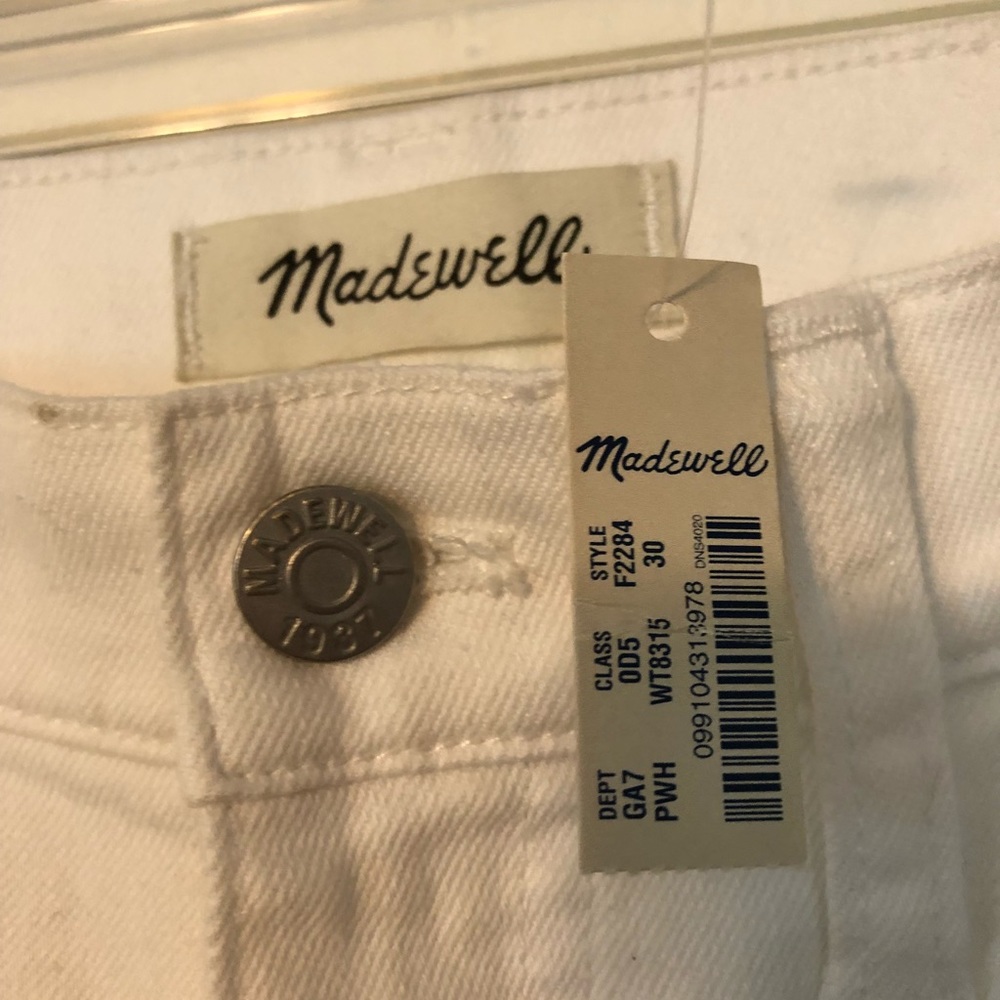 Madewell
MADEWELL
1937
Madewell
DEPT CLASS STYLE
GA7 0D5 F2284
PWH WT8315 30
099104313978 DNS4020